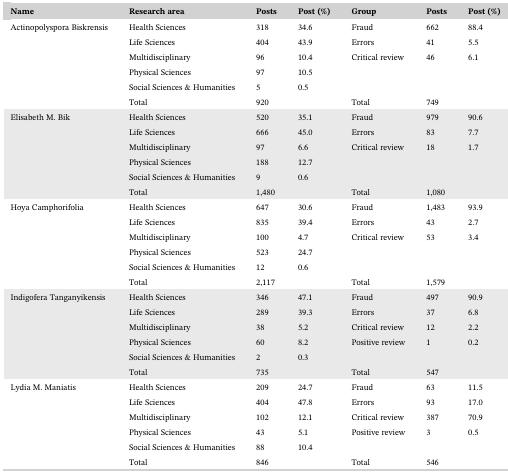 Name Research area Posts Post (%) Group Posts Post (%)
Actinopolyspora Biskrensis Health Sciences 318 34.6 Fraud 662 88.4
Life Sciences 404 43.9 Errors 41 5.5
Multidisciplinary 96 10.4 Critical review 46 6.1
Physical Sciences 97 10.5
Social Sciences & Humanities 5 0.5
Total 920 Total 749
Elisabeth M. Bik Health Sciences 520 35.1 Fraud 979 90.6
Life Sciences 666 45.0 Errors 83 7.7
Multidisciplinary 97 6.6 Critical review 18 1.7
Physical Sciences 188 12.7
Social Sciences & Humanities 9 0.6
Total 1,480 Total 1,080
Hoya Camphorifolia Health Sciences 647 30.6 Fraud 1,483 93.9
Life Sciences 835 39.4 Errors 43 2.7
Multidisciplinary 100 4.7 Critical review 53 3.4
Physical Sciences 523 24.7
Social Sciences & Humanities 12 0.6
Total 2,117 Total 1,579
Indigofera Tanganyikensis Health Sciences 346 47.1 Fraud 497 90.9
Life Sciences 289 39.3 Errors 37 6.8
Multidisciplinary 38 5.2 Critical review 12 2.2
Physical Sciences 60 8.2 Positive review 1 0.2
Social Sciences & Humanities 2 0.3
Total 735 Total 547
Lydia M. Maniatis Health Sciences 209 24.7 Fraud 63 11.5
Life Sciences 404 47.8 Errors 93 17.0
Multidisciplinary 102 12.1 Critical review 387 70.9
Physical Sciences 43 5.1 Positive review 3 0.5
Social Sciences & Humanities 88 10.4
Total 846 Total 546